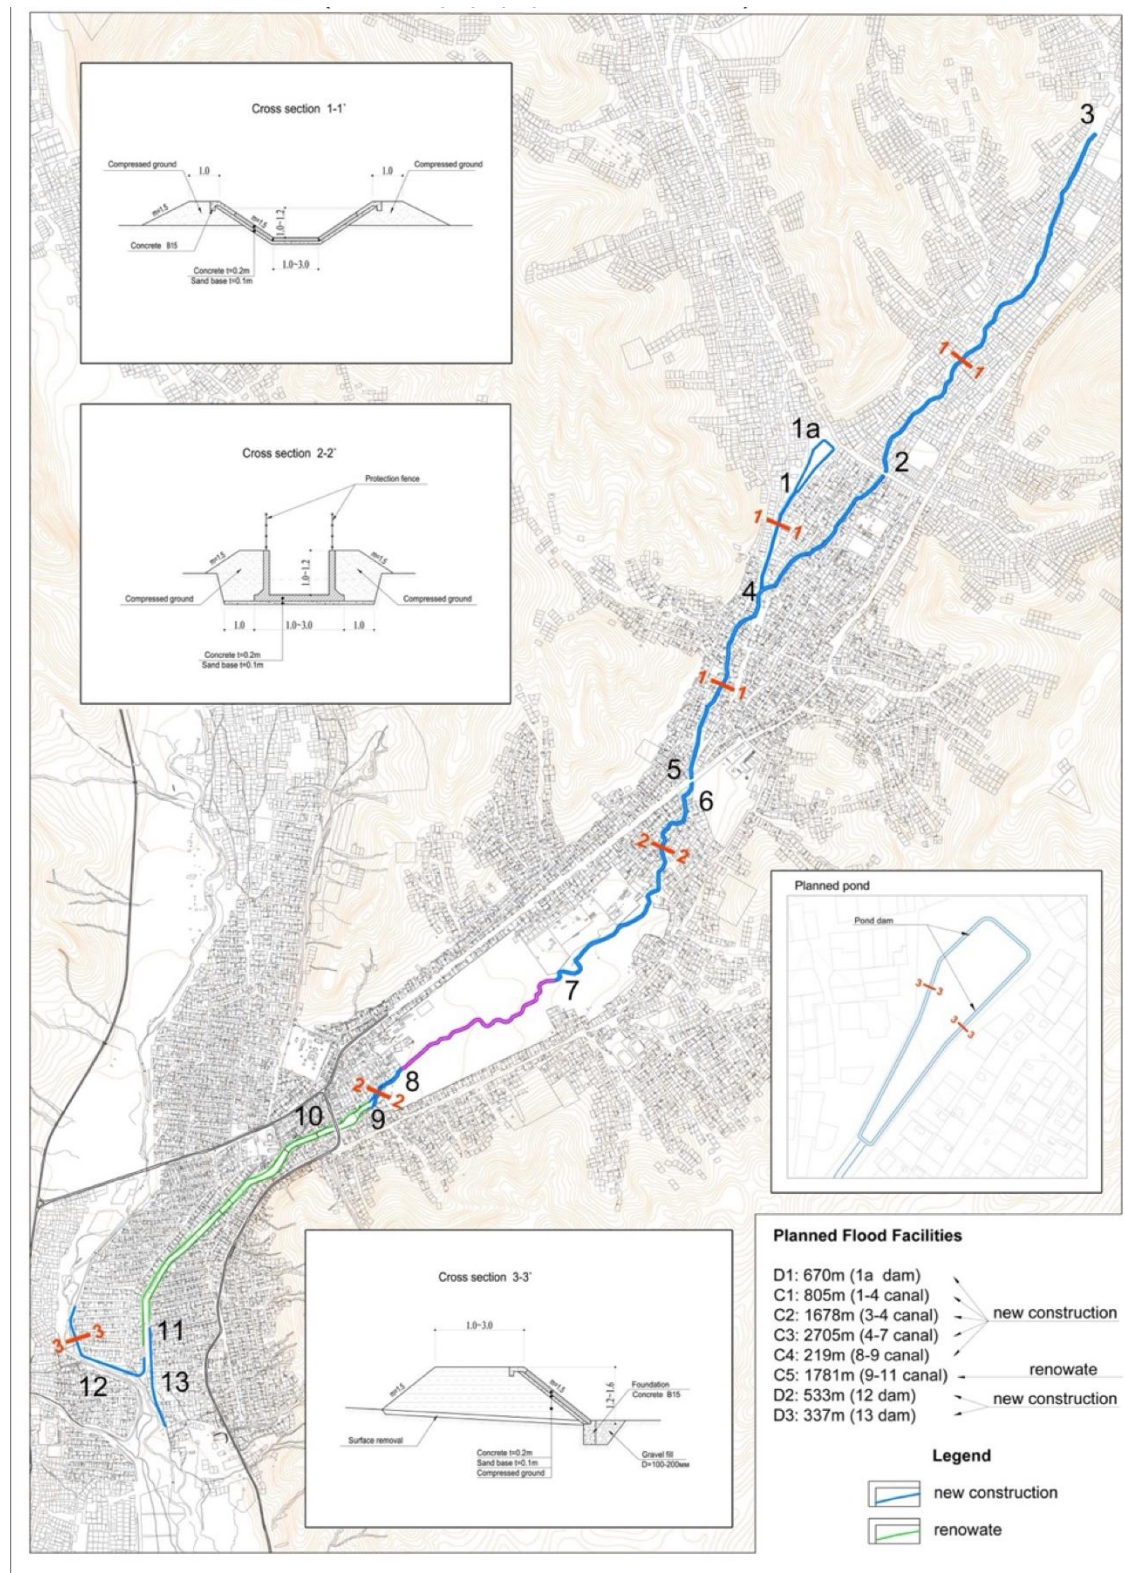 Cross section 1-1'
Compressed ground
1.0
1.0
Compressed ground
m=1.5
m=1.5
1.0~1.2
Concrete B15
1.0~3.0
Concrete t=0.2m
Sand base t=0.1m
Cross section 2-2'
Protection fence
m=1.5
1.0~1.2
m=1.5
Compressed ground
Compressed ground
1.0
1.0~3.0
1.0
Concrete t=0.2m
Sand base t=0.1m
3
1
1
1a
2
1
1
1
4
1
1
5
6
2
2
7
8
2
2
9
10
11
3
3
12
13
Planned pond
Pond dam
3
3
3
3
Cross section 3-3'
1.0~3.0
m=1.5
m=1.5
1.2~1.6
Foundation
Concrete B15
Surface removal
Concrete t=0.2m
Sand base t=0.1m
Compressed ground
Gravel fill
D=100-200мм
Planned Flood Facilities
D1: 670m (1a dam)
C1: 805m (1-4 canal)
C2: 1678m (3-4 canal)
C3: 2705m (4-7 canal)
C4: 219m (8-9 canal)
new construction
C5: 1781m (9-11 canal)
renowate
D2: 533m (12 dam)
D3: 337m (13 dam)
new construction
Legend
new construction
renowate